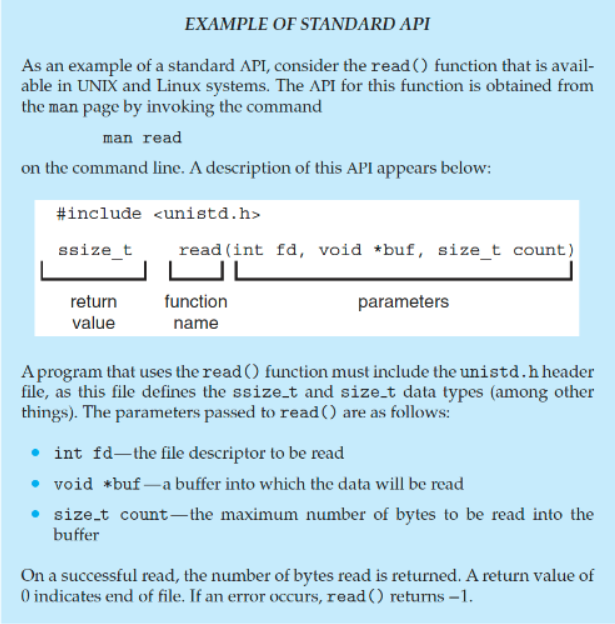 EXAMPLE OF STANDARD API
As an example of a standard API, consider the read() function that is avail-
able in UNIX and Linux systems. The API for this function is obtained from
the man page by invoking the command
man read
on the command line. A description of this API appears below:
#include <unistd.h>
ssize_t read(int fd, void *buf, size_t count)
return function parameters
value name
A program that uses the read() function must include the unistd.h header
file, as this file defines the ssize_t and size_t data types (among other
things). The parameters passed to read() are as follows:
• int fd—the file descriptor to be read
• void *buf—a buffer into which the data will be read
• size_t count—the maximum number of bytes to be read into the
buffer
On a successful read, the number of bytes read is returned. A return value of
0 indicates end of file. If an error occurs, read() returns −1.